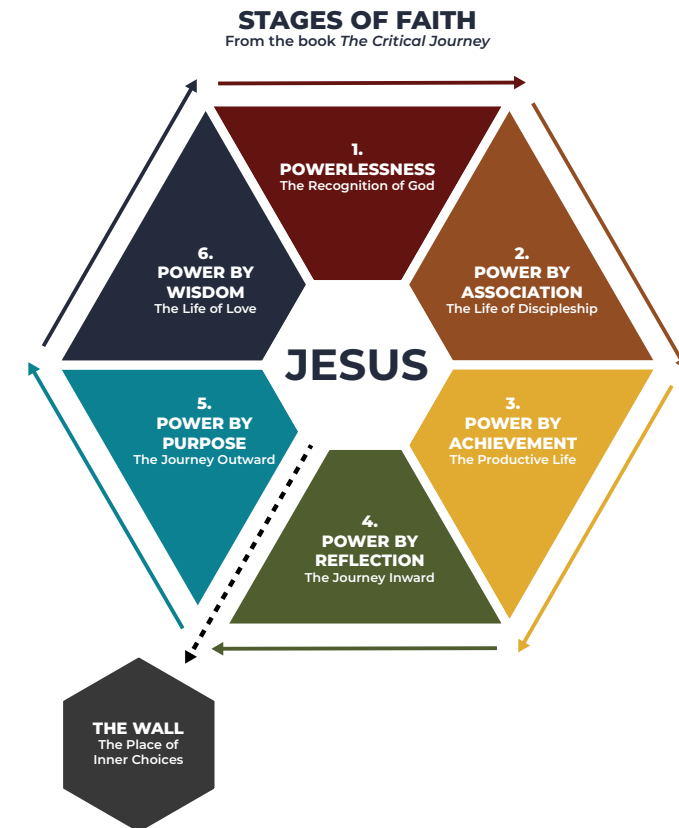 STAGES OF FAITH
From the book The Critical Journey
1.
POWERLESSNESS
The Recognition of God
2.
POWER BY
ASSOCIATION
The Life of Discipleship
3.
POWER BY
ACHIEVEMENT
The Productive Life
4.
POWER BY
REFLECTION
The Journey Inward
5.
POWER BY
PURPOSE
The Journey Outward
6.
POWER BY
WISDOM
The Life of Love
JESUS
THE WALL
The Place of
Inner Choices